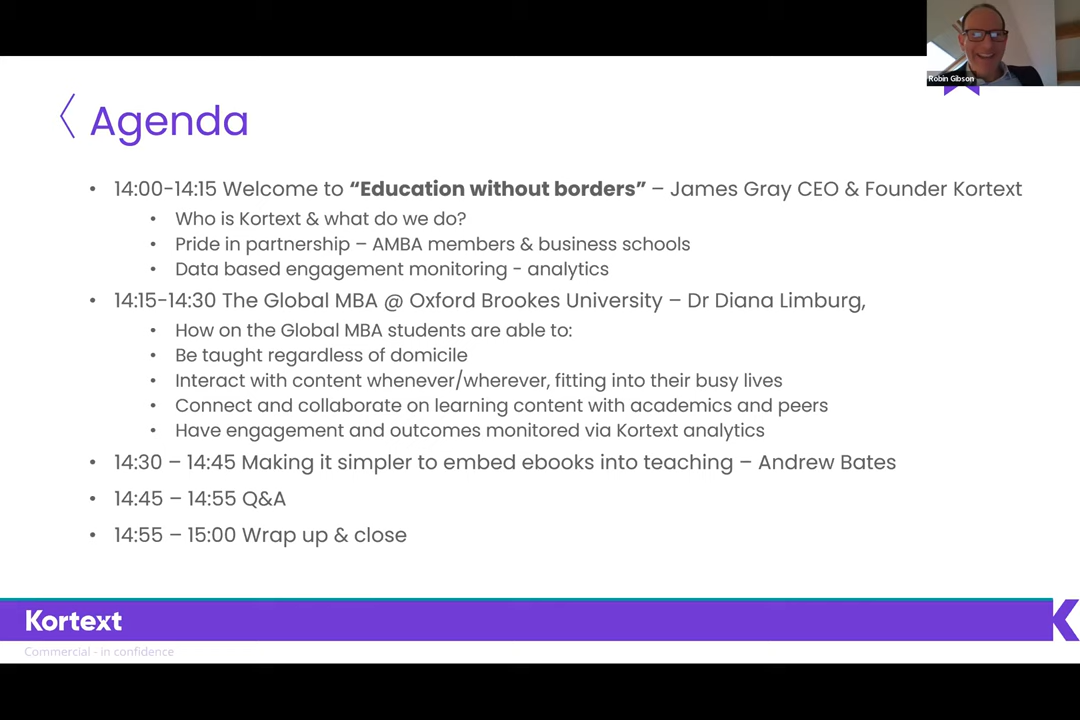 Robin Gibson
Agenda
• 14:00-14:15 Welcome to “Education without borders” – James Gray CEO & Founder Kortext
• Who is Kortext & what do we do?
• Pride in partnership – AMBA members & business schools
• Data based engagement monitoring - analytics
• 14:15-14:30 The Global MBA @ Oxford Brookes University – Dr Diana Limburg,
• How on the Global MBA students are able to:
• Be taught regardless of domicile
• Interact with content whenever/wherever, fitting into their busy lives
• Connect and collaborate on learning content with academics and peers
• Have engagement and outcomes monitored via Kortext analytics
• 14:30 – 14:45 Making it simpler to embed ebooks into teaching – Andrew Bates
• 14:45 – 14:55 Q&A
• 14:55 – 15:00 Wrap up & close
Kortext
K
Commercial - in confidence